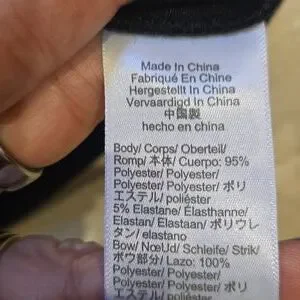 Made In China
Fabriqué En Chine
Hergestellt In China
Vervaardigd In China
中国製
hecho en china
Body/ Corps/ Oberteil/
Romp/ 本体/ Cuerpo: 95%
Polyester/ Polyester/
Polyester/ Polyester/ ポリ
エステル/ poliéster
5% Elastane/ Élasthanne/
Elastan/ Elastaan/ ポリウレ
タン/ elastano
Bow/ NœUd/ Schleife/ Strik/
ボウ部分/ Lazo: 100%
Polyester/ Polyester/
Polyester/ Polyester/ ポリ
エステル/ poliéster